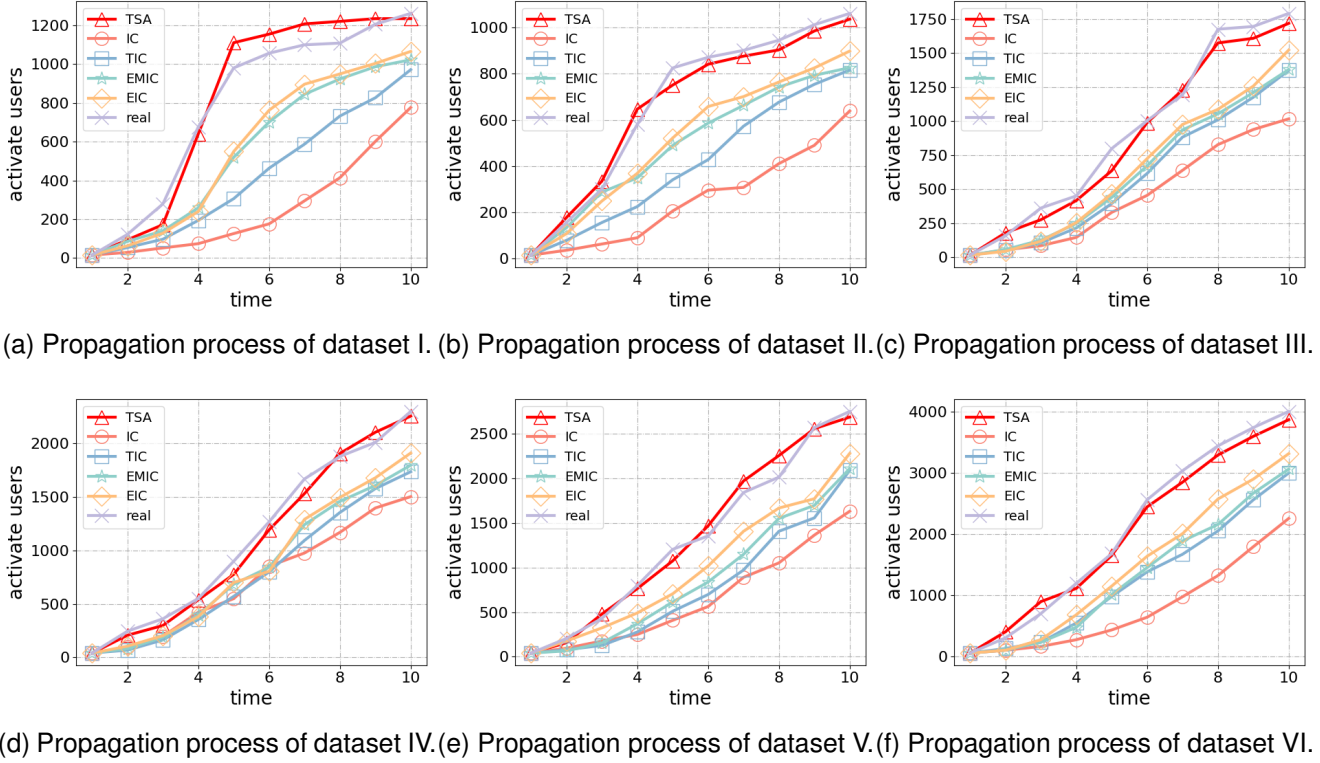 1200
1000
800
600
400
200
0
activate users
TSA
IC
TIC
EMIC
EIC
real
2 4 6 8 10
time
1000
800
600
400
200
0
activate users
TSA
IC
TIC
EMIC
EIC
real
2 4 6 8 10
time
1750
1500
1250
1000
750
500
250
0
activate users
TSA
IC
TIC
EMIC
EIC
real
2 4 6 8 10
time
(a) Propagation process of dataset I. (b) Propagation process of dataset II. (c) Propagation process of dataset III.
2000
1500
1000
500
0
activate users
TSA
IC
TIC
EMIC
EIC
real
2 4 6 8 10
time
2500
2000
1500
1000
500
0
activate users
TSA
IC
TIC
EMIC
EIC
real
2 4 6 8 10
time
4000
3000
2000
1000
0
activate users
TSA
IC
TIC
EMIC
EIC
real
2 4 6 8 10
time
(d) Propagation process of dataset IV. (e) Propagation process of dataset V. (f) Propagation process of dataset VI.